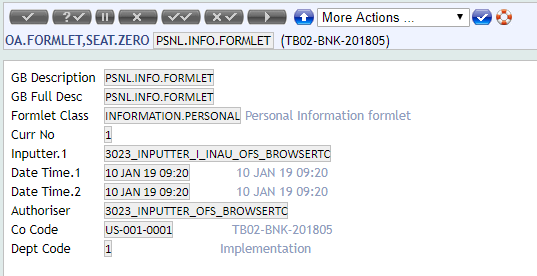 More Actions ...
OA.FORMLET,SEAT.ZERO PSNL.INFO.FORMLET (TB02-BNK-201805)
GB Description PSNL.INFO.FORMLET
GB Full Desc PSNL.INFO.FORMLET
Formlet Class INFORMATION.PERSONAL Personal Information formlet
Curr No 1
Inputter.1 3023_INPUTTER_I_INAU_OFS_BROWSERTC
Date Time.1 10 JAN 19 09:20 10 JAN 19 09:20
Date Time.2 10 JAN 19 09:20 10 JAN 19 09:20
Authoriser 3023_INPUTTER_OFS_BROWSERTC
Co Code US-001-0001 TB02-BNK-201805
Dept Code 1 Implementation